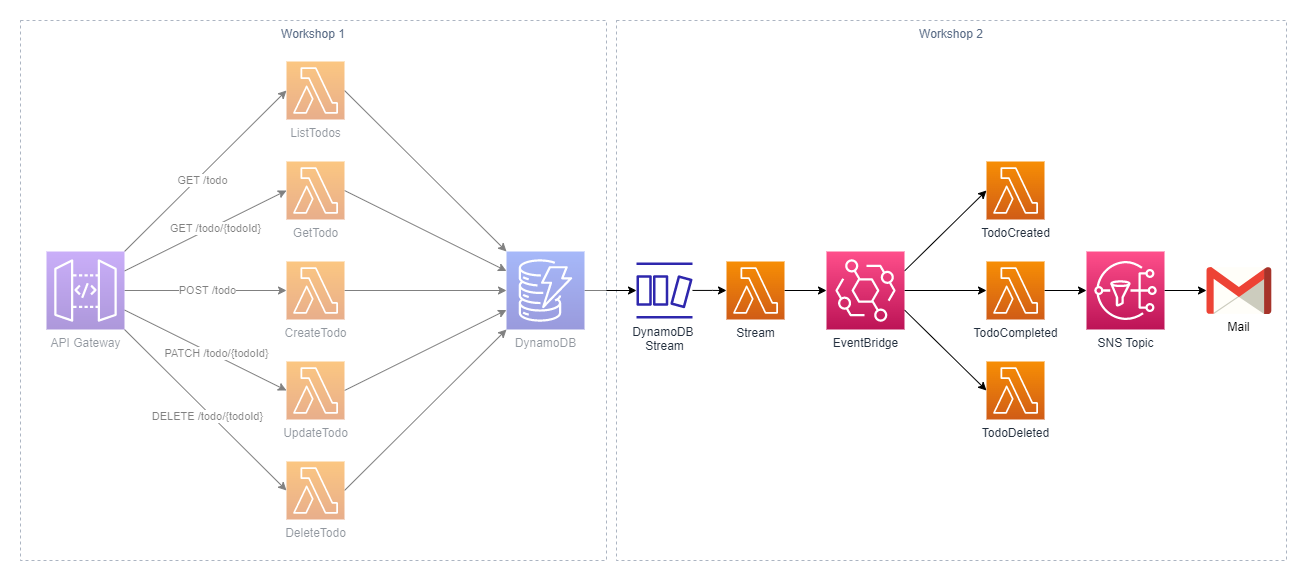 Workshop 1
Workshop 2
ListTodos
GET /todo
GetTodo
GET /todo/{todoId}
POST /todo
API Gateway
CreateTodo
DynamoDB
DynamoDB
Stream
Stream
EventBridge
TodoCreated
TodoCompleted
SNS Topic
Mail
PATCH /todo/{todoId}
UpdateTodo
DELETE /todo/{todoId}
TodoDeleted
DeleteTodo